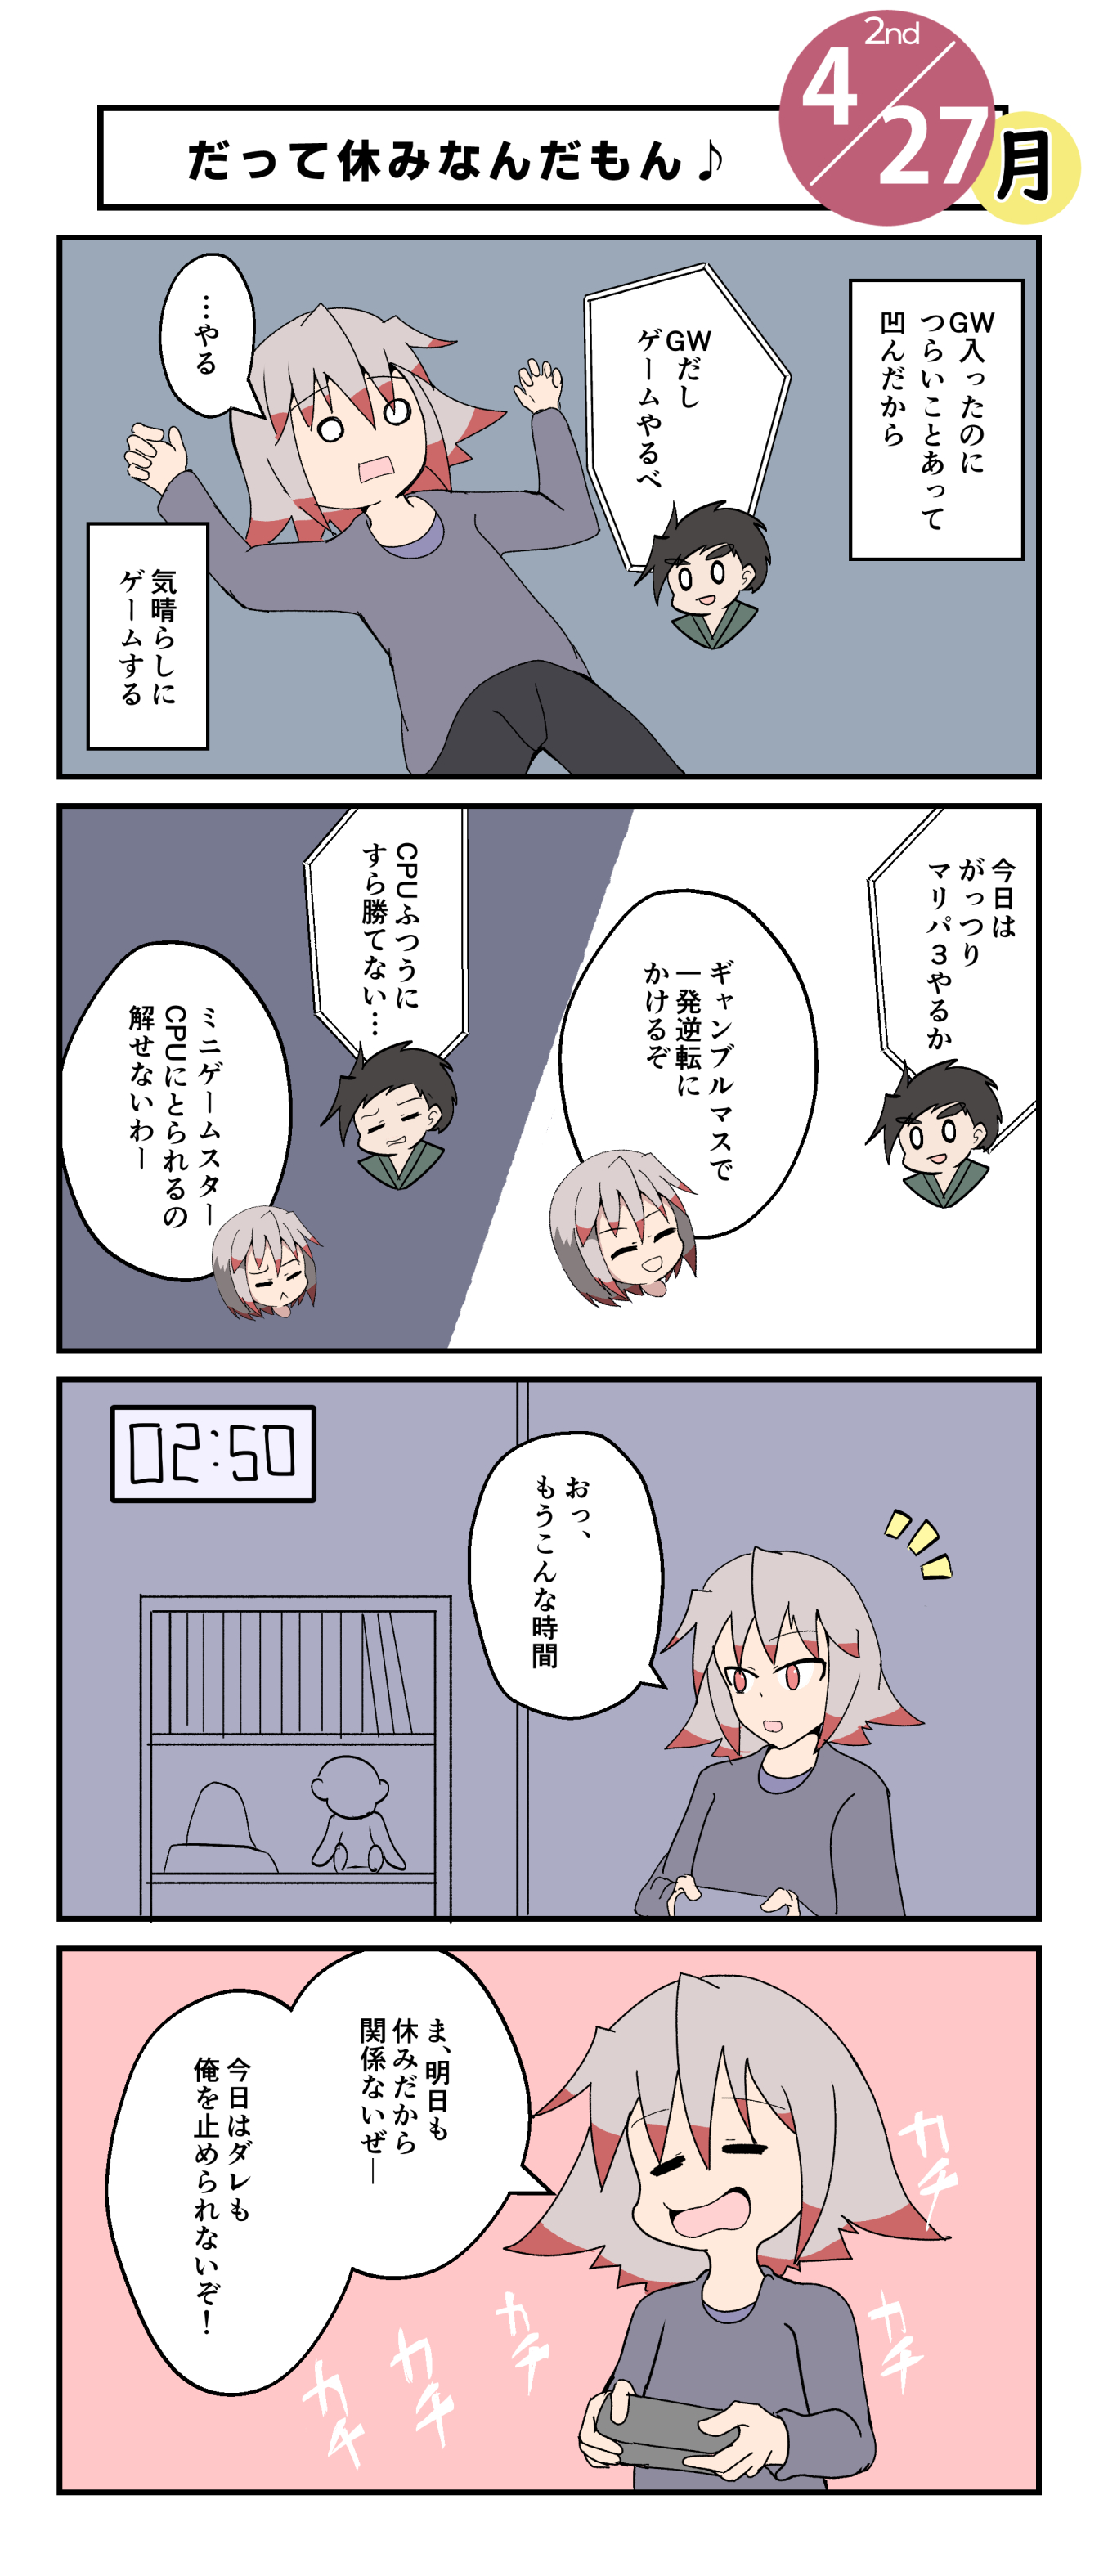 2nd
4/27
月
だって休みなんだもん♪
GW入ったのに
つらいことあって
凹んだから
GWだし
ゲームやるべ
…やる
気晴らしに
ゲームする
今日は
がっつり
マリパ3やるか
ギャンブルマスで
一発逆転に
かけるぞ
CPUふつうに
すら勝てない…
ミニゲームスター
CPUにとられるの
解せないわー
02:50
おっ、
もうこんな時間
ま、明日も
休みだから
関係ないぜー
今日はダレも
俺を止められないぞ！
カチ
カチ
カチ
カチ
カチ